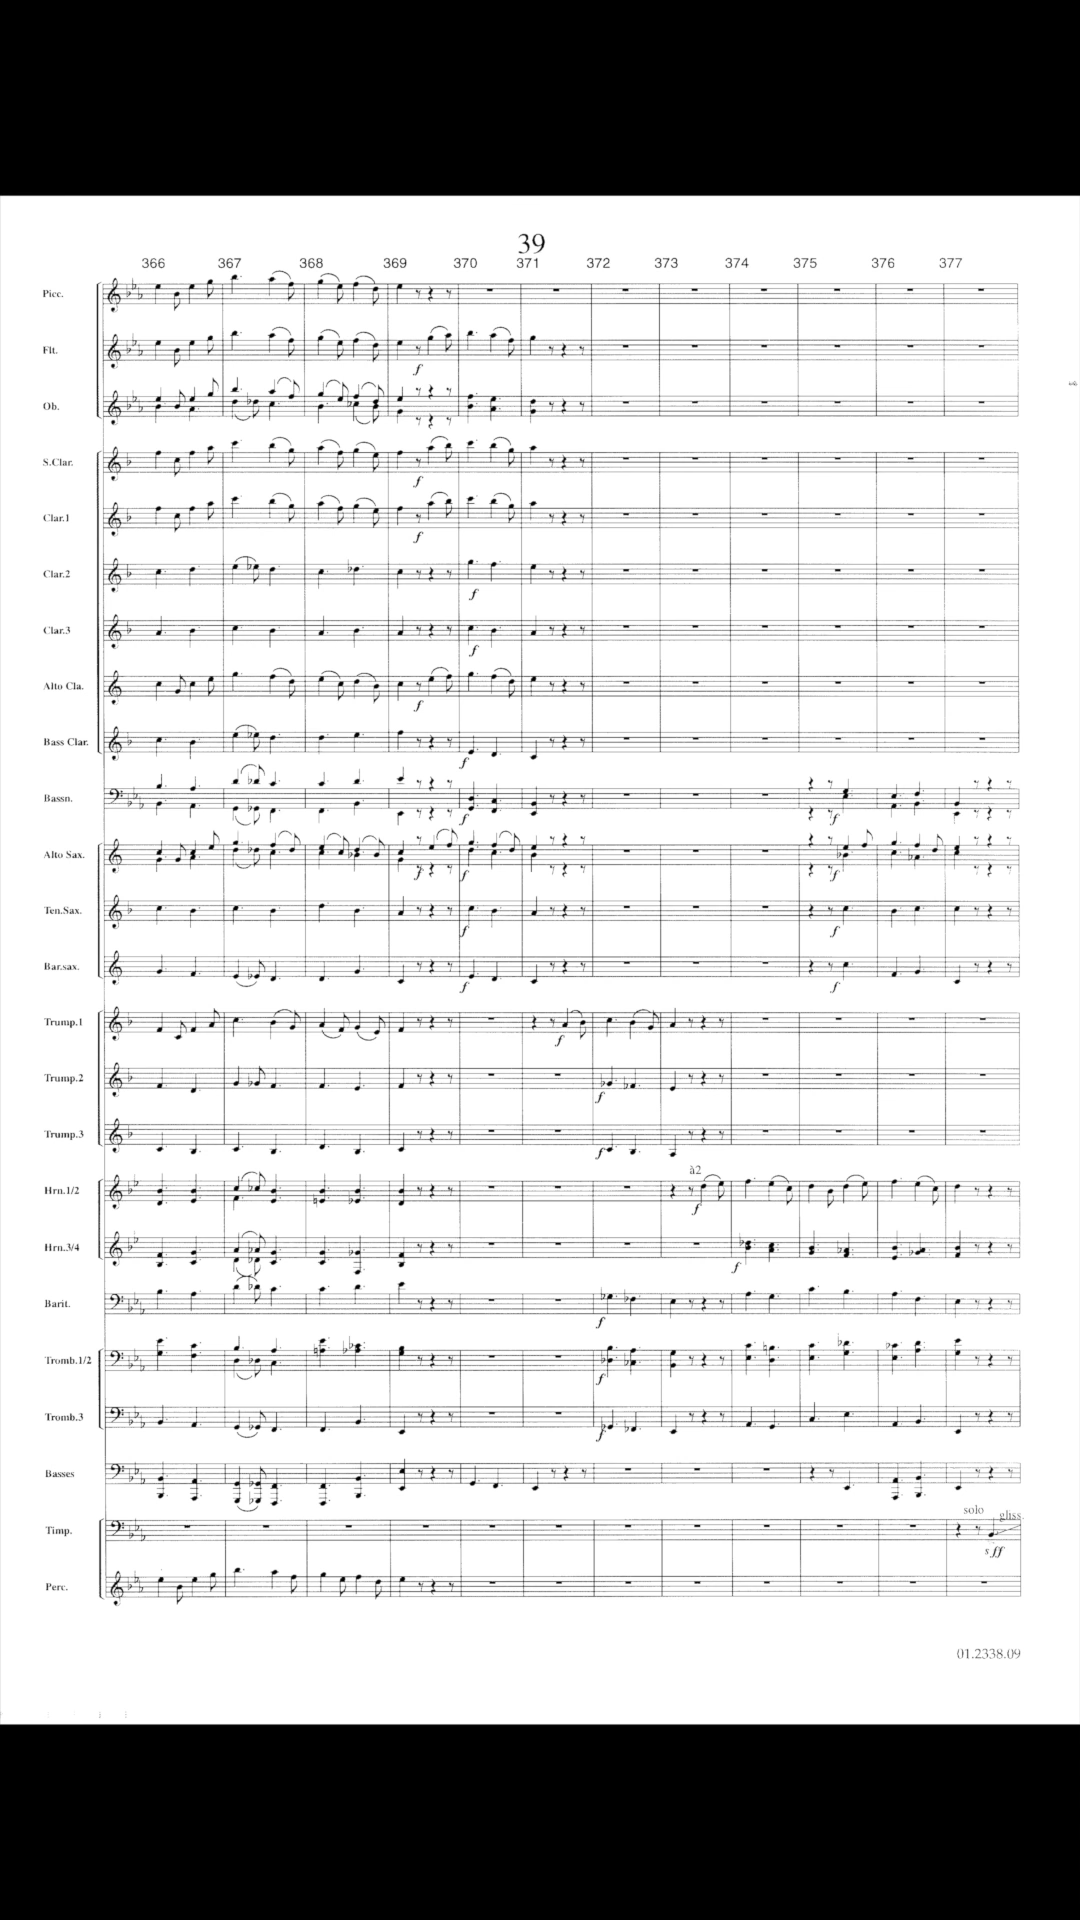 39
366 367 368 369 370 371 372 373 374 375 376 377
Picc.
Flt.
f
Ob.
S.Clar.
f
Clar.1
f
Clar.2
f
Clar.3
f
Alto Cla.
f
Bass Clar.
f
Bassn.
f f
Alto Sax.
f f f
Ten.Sax.
f f
Bar.sax.
f f
Trump.1
f
Trump.2
f
Trump.3
f
à2
Hrn.1/2
f
Hrn.3/4
f
Barit.
f
Tromb.1/2
f
Tromb.3
f
Basses
solo gliss.
Timp.
sff
Perc.
01.2338.09